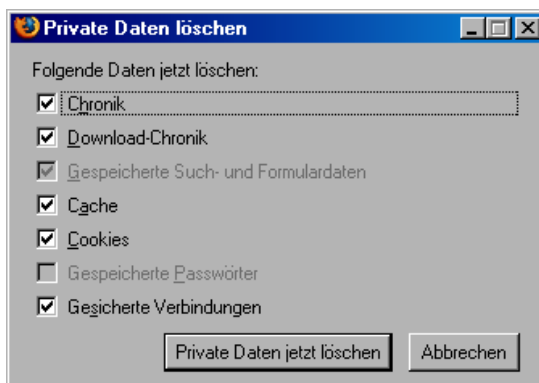 Private Daten löschen
Folgende Daten jetzt löschen:
Chronik
Download-Chronik
Gespeicherte Such- und Formulardaten
Cache
Cookies
Gespeicherte Passwörter
Gesicherte Verbindungen
Private Daten jetzt löschen Abbrechen